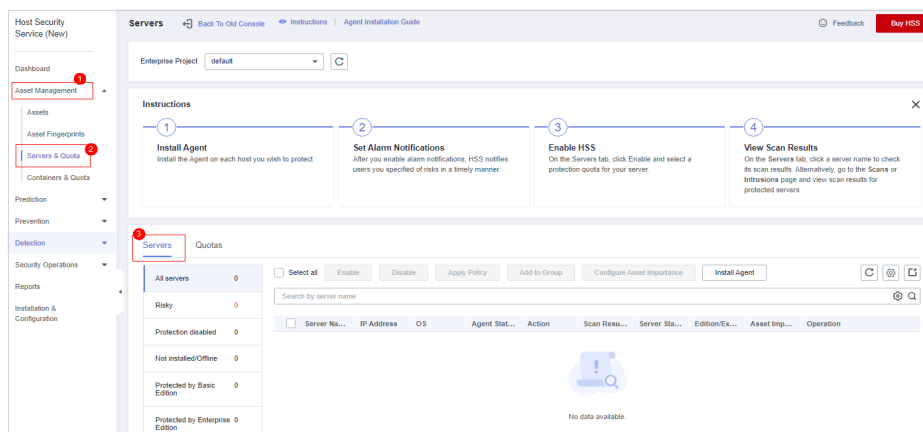 Host Security
Service (New)
Servers
Back To Old Console
Instructions
Agent Installation Guide
Feedback
Buy HSS
Dashboard
1
Asset Management
Assets
Asset Fingerprints
Servers & Quota
2
Containers & Quota
Prediction
Prevention
Detection
Security Operations
Reports
Installation &
Configuration
Enterprise Project
default
Instructions
1
Install Agent
Install the Agent on each host you wish to protect.
2
Set Alarm Notifications
After you enable alarm notifications, HSS notifies
users you specified of risks in a timely manner.
3
Enable HSS
On the Servers tab, click Enable and select a
protection quota for your server.
4
View Scan Results
On the Servers tab, click a server name to check
its scan results. Alternatively, go to the Scans or
Intrusions page and view scan results for
protected servers.
3
Servers
Quotas
All servers 0
Risky 0
Protection disabled 0
Not installed/Offline 0
Protected by Basic 0
Edition
Protected by Enterprise 0
Edition
Select all
Enable
Disable
Apply Policy
Add to Group
Configure Asset Importance
Install Agent
Search by server name
Server Na... IP Address OS Agent Stat... Action Scan Resu... Server Sta... Edition/Ex... Asset Imp... Operation
No data available.